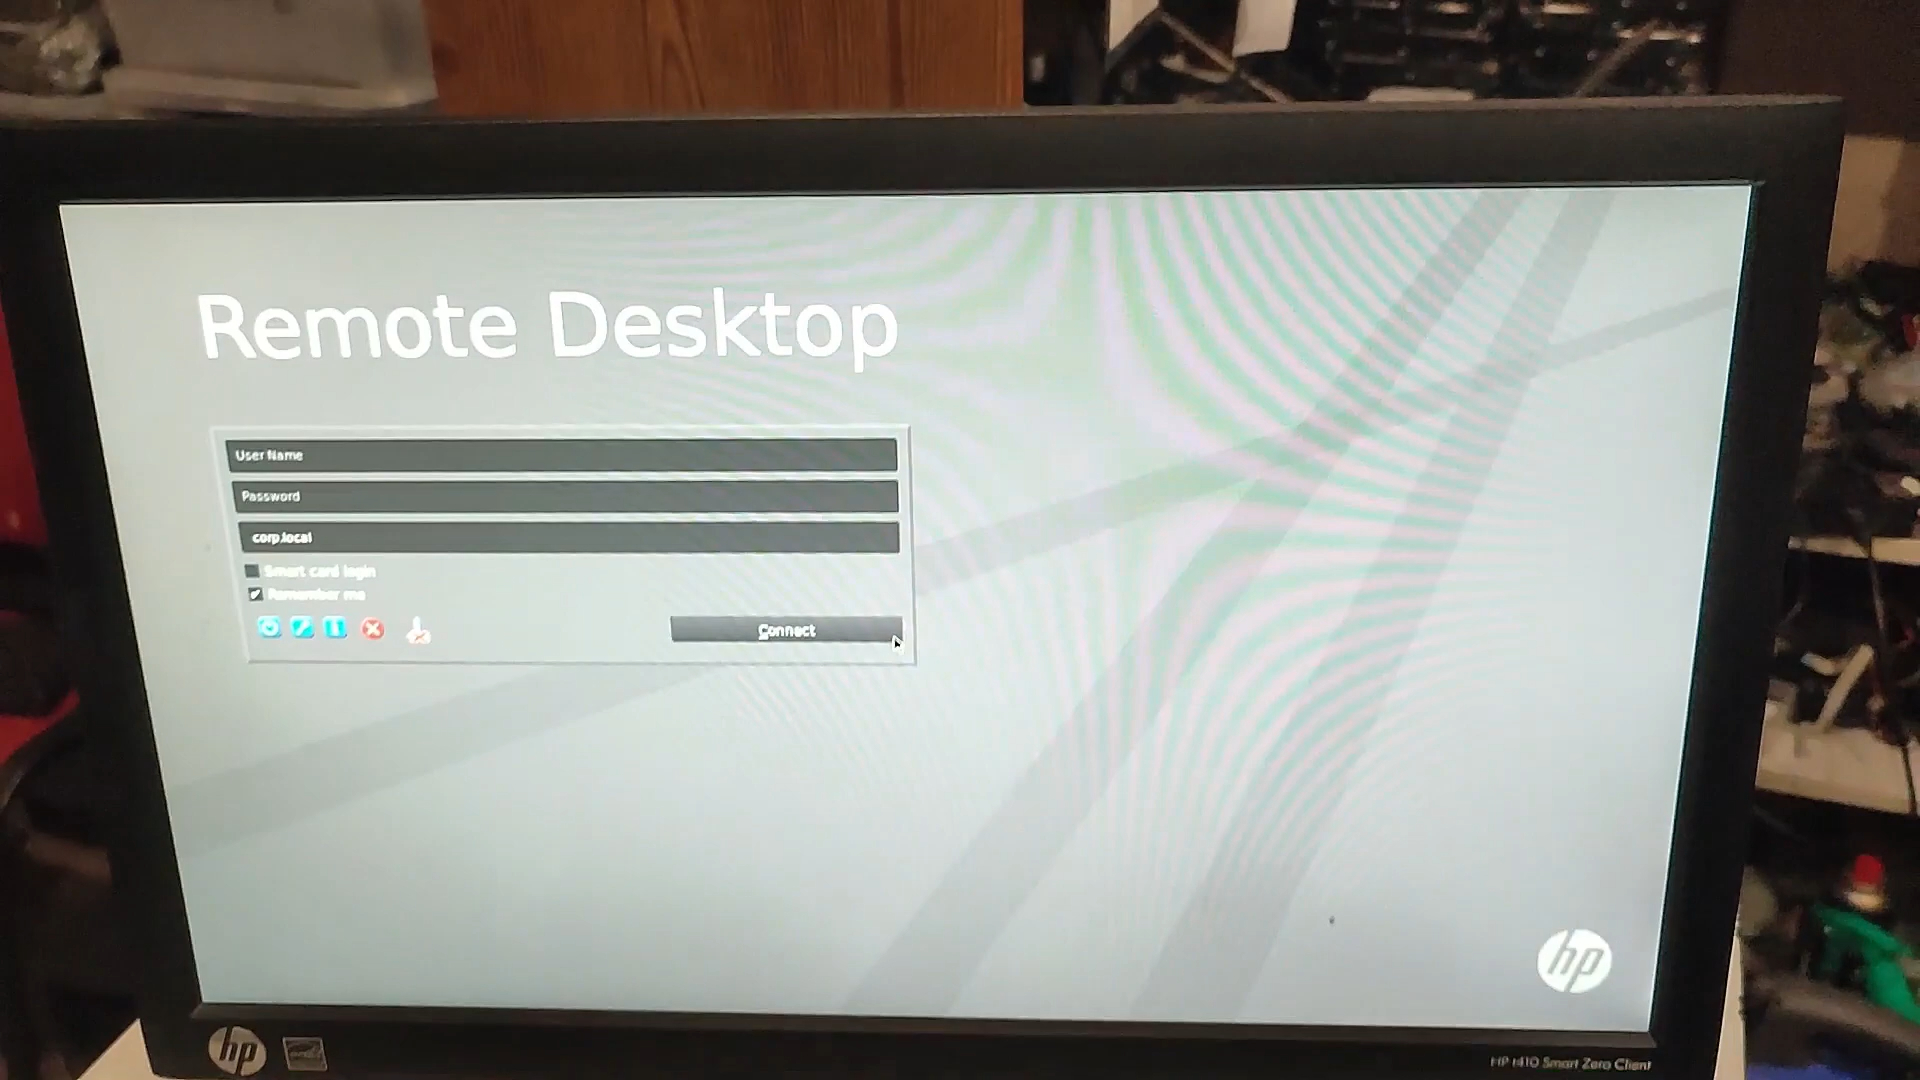 Remote Desktop
User Name
Password
corp.local
Smart card login
Remember me
Connect
hp
hp
HP t410 Smart Zero Client